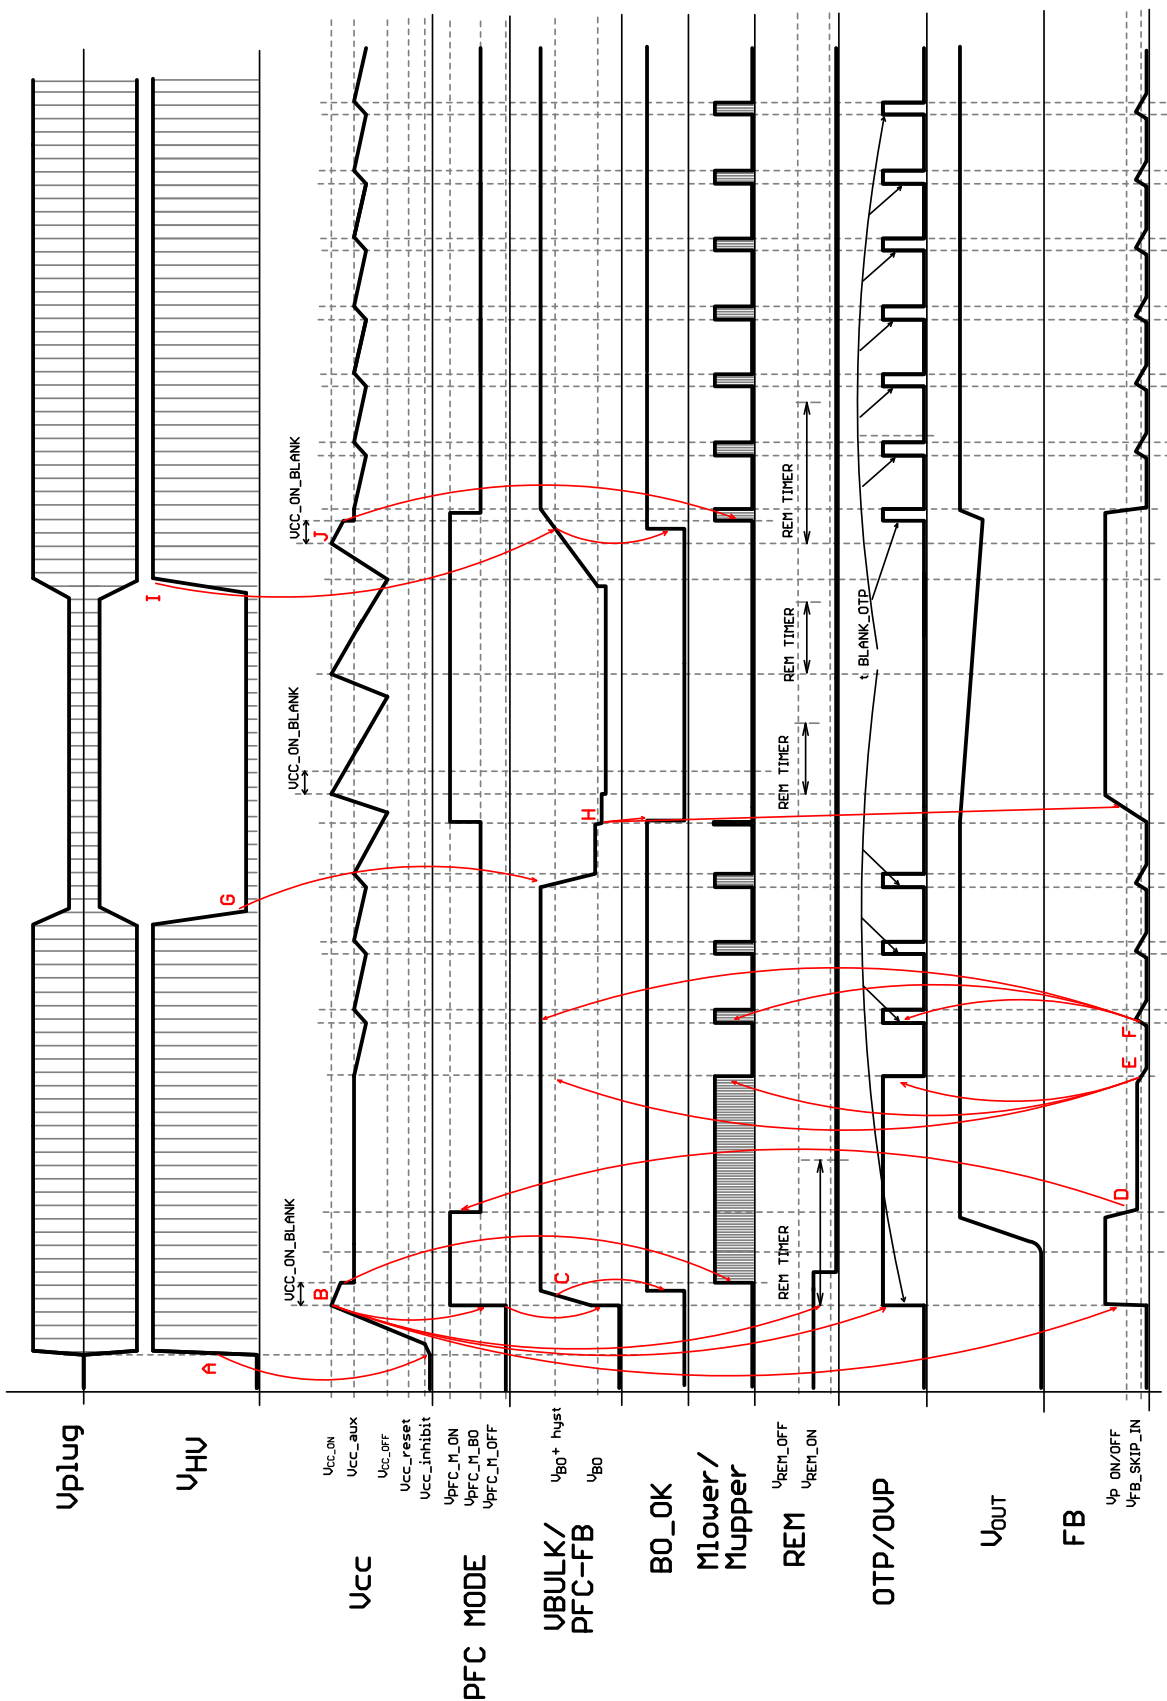 Vplug
VHV
VCC_ON
Vcc_aux
VCC_OFF
Vcc_reset
Vcc_inhibit
Vcc
VPFC_M_ON
VPFC_M_BO
VPFC_M_OFF
PFC MODE
VBO+ hyst
VBO
VBULK/
PFC-FB
BO_OK
Mlower/
Mupper
VREM_OFF
VREM_ON
REM
OTP/OVP
VOUT
VP ON/OFF
VFB_SKIP_IN
FB
A
B
C
D
E
F
G
H
I
J
VCC_ON_BLANK
VCC_ON_BLANK
VCC_ON_BLANK
REM TIMER
REM TIMER
REM TIMER
REM TIMER
t BLANK_OTP